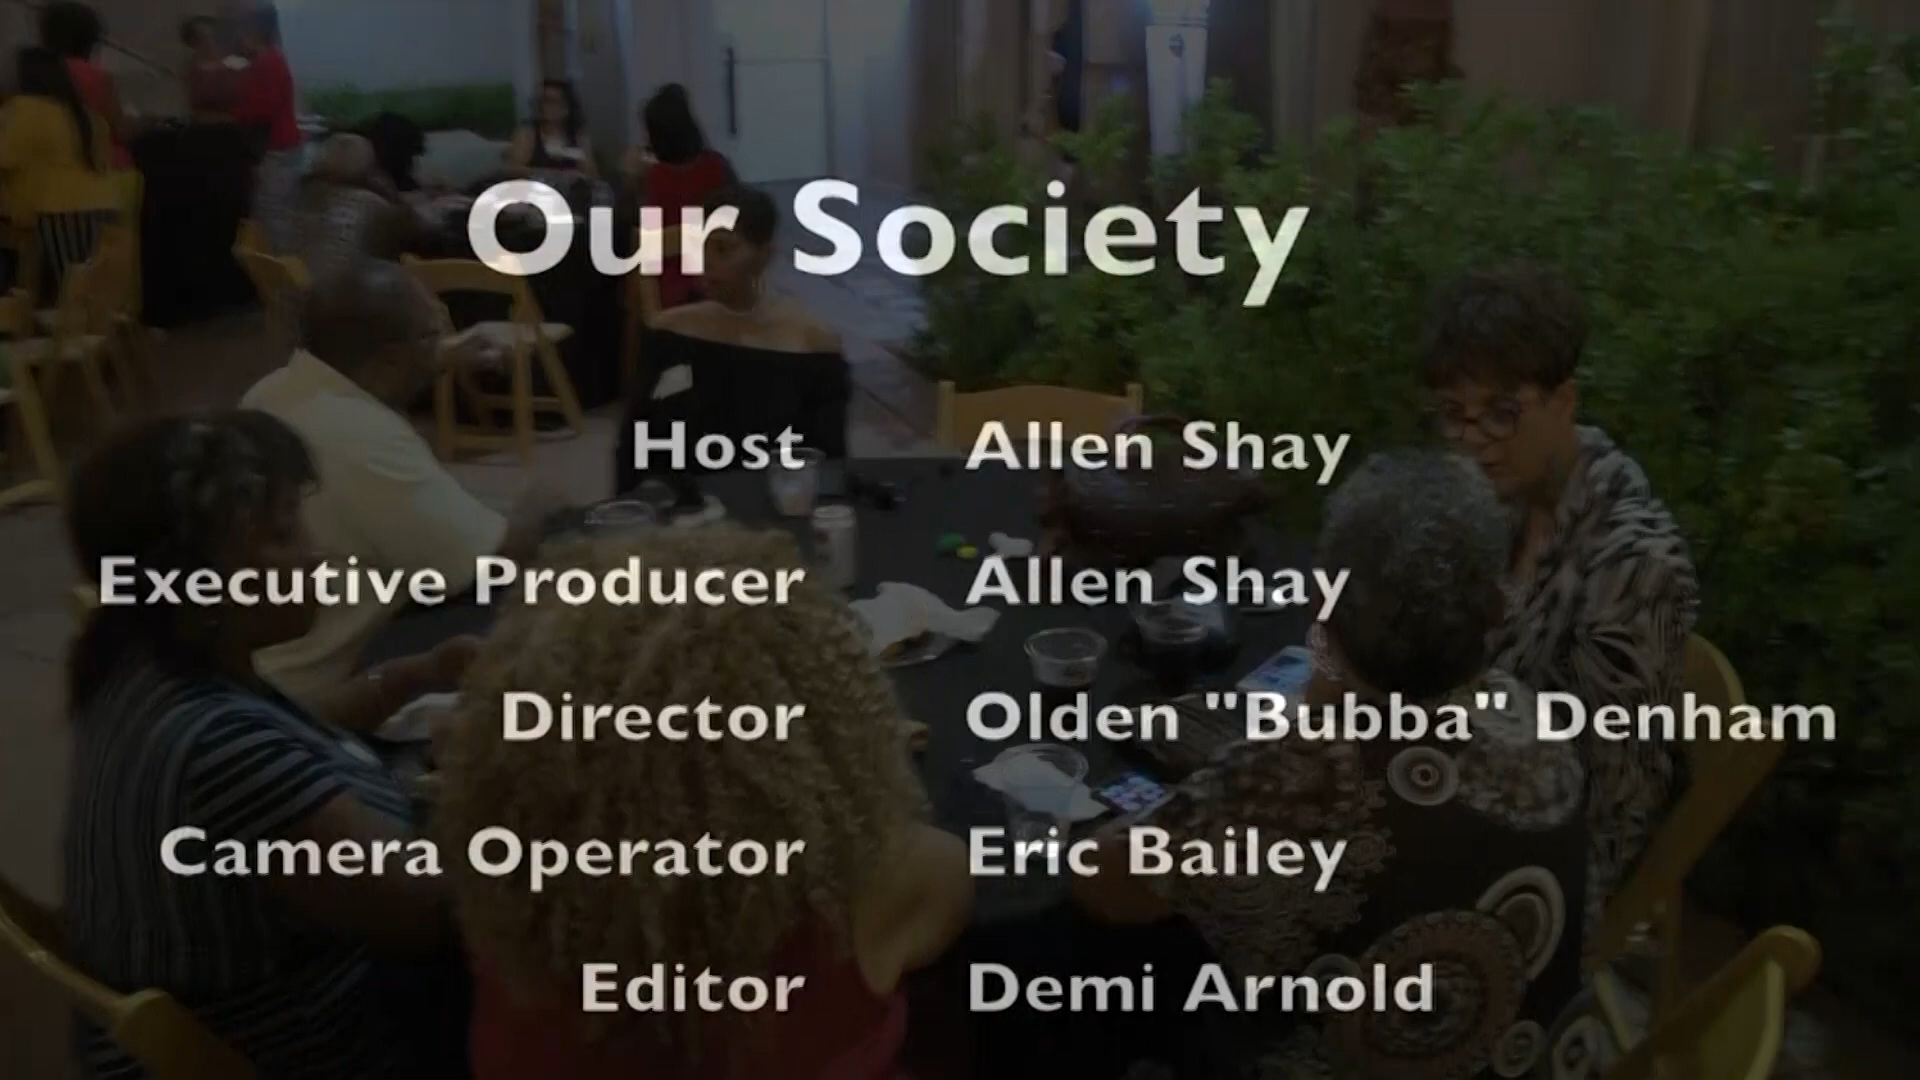 Our Society
Host Allen Shay
Executive Producer Allen Shay
Director Olden "Bubba" Denham
Camera Operator Eric Bailey
Editor Demi Arnold